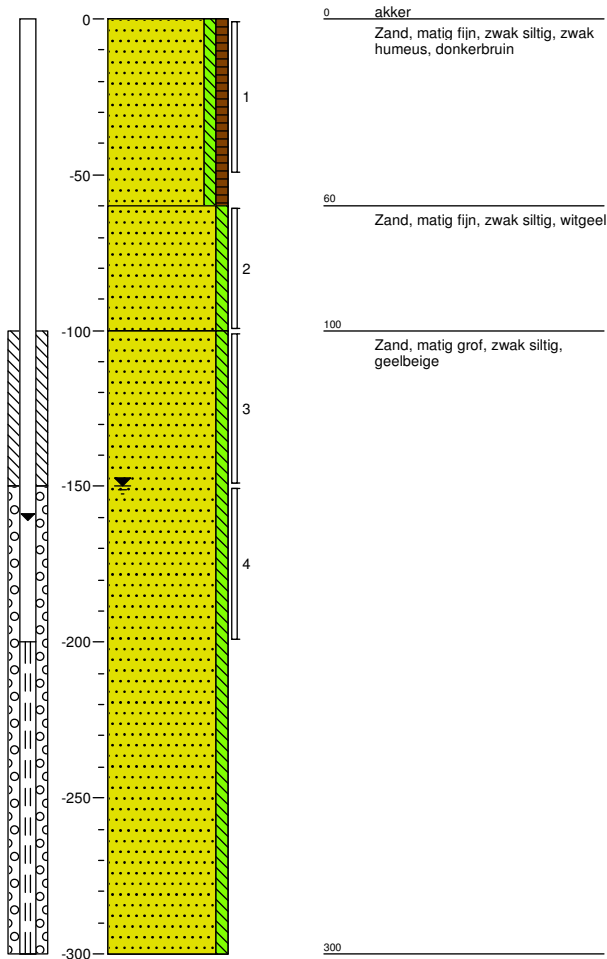 0
-50
-100
-150
-200
-250
-300
1
2
3
4
0 akker
Zand, matig fijn, zwak siltig, zwak
humeus, donkerbruin
60
Zand, matig fijn, zwak siltig, witgeel
100
Zand, matig grof, zwak siltig,
geelbeige
300